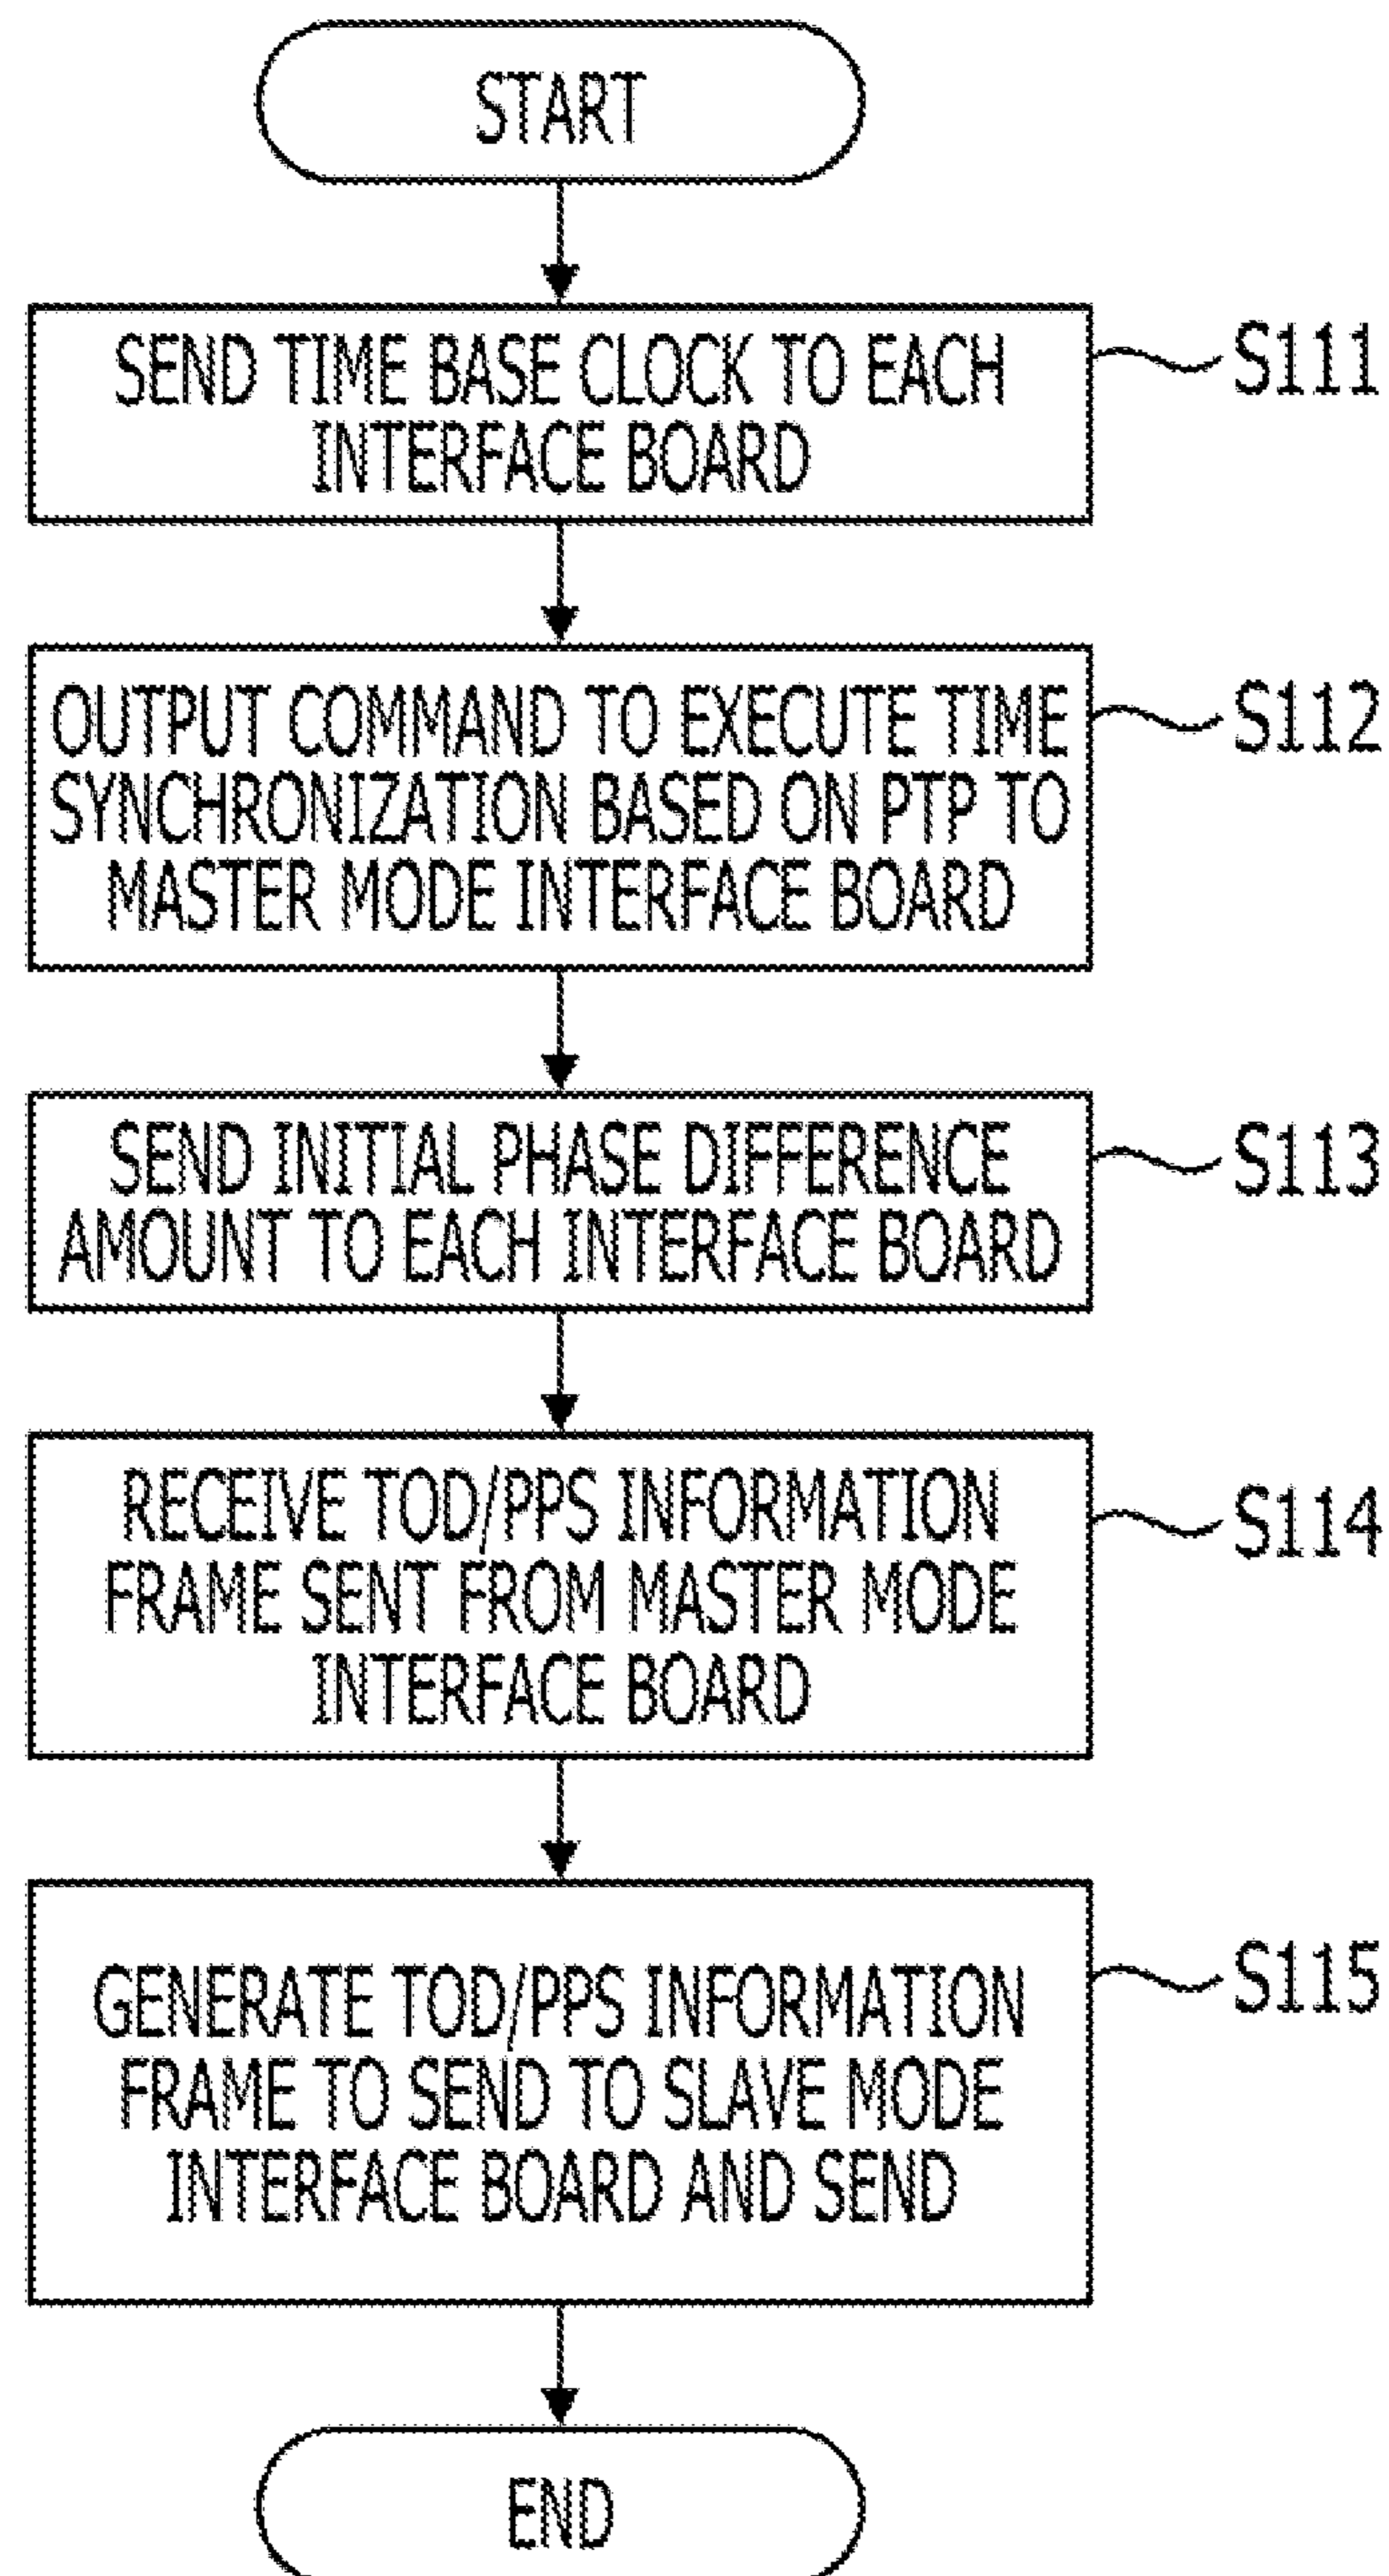 START
SEND TIME BASE CLOCK TO EACH
INTERFACE BOARD
S111
OUTPUT COMMAND TO EXECUTE TIME
SYNCHRONIZATION BASED ON PTP TO
MASTER MODE INTERFACE BOARD
S112
SEND INITIAL PHASE DIFFERENCE
AMOUNT TO EACH INTERFACE BOARD
S113
RECEIVE TOD/PPS INFORMATION
FRAME SENT FROM MASTER MODE
INTERFACE BOARD
S114
GENERATE TOD/PPS INFORMATION
FRAME TO SEND TO SLAVE MODE
INTERFACE BOARD AND SEND
S115
END